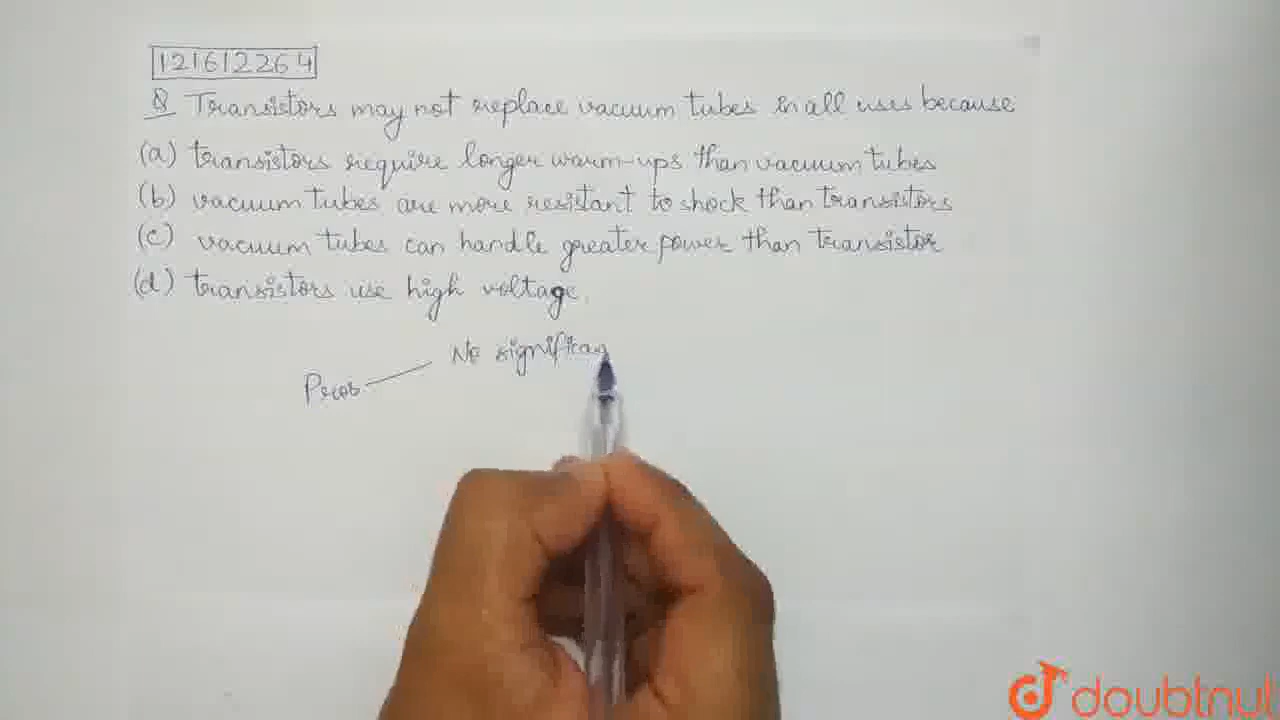 121612264
Q Transistors may not replace vacuum tubes in all uses because
(a) transistors require longer warm-ups than vacuum tubes
(b) vacuum tubes are more resistant to shock than transistors
(c) vacuum tubes can handle greater power than transistor
(d) transistors use high voltage.
No significan
Pros
doubtnut